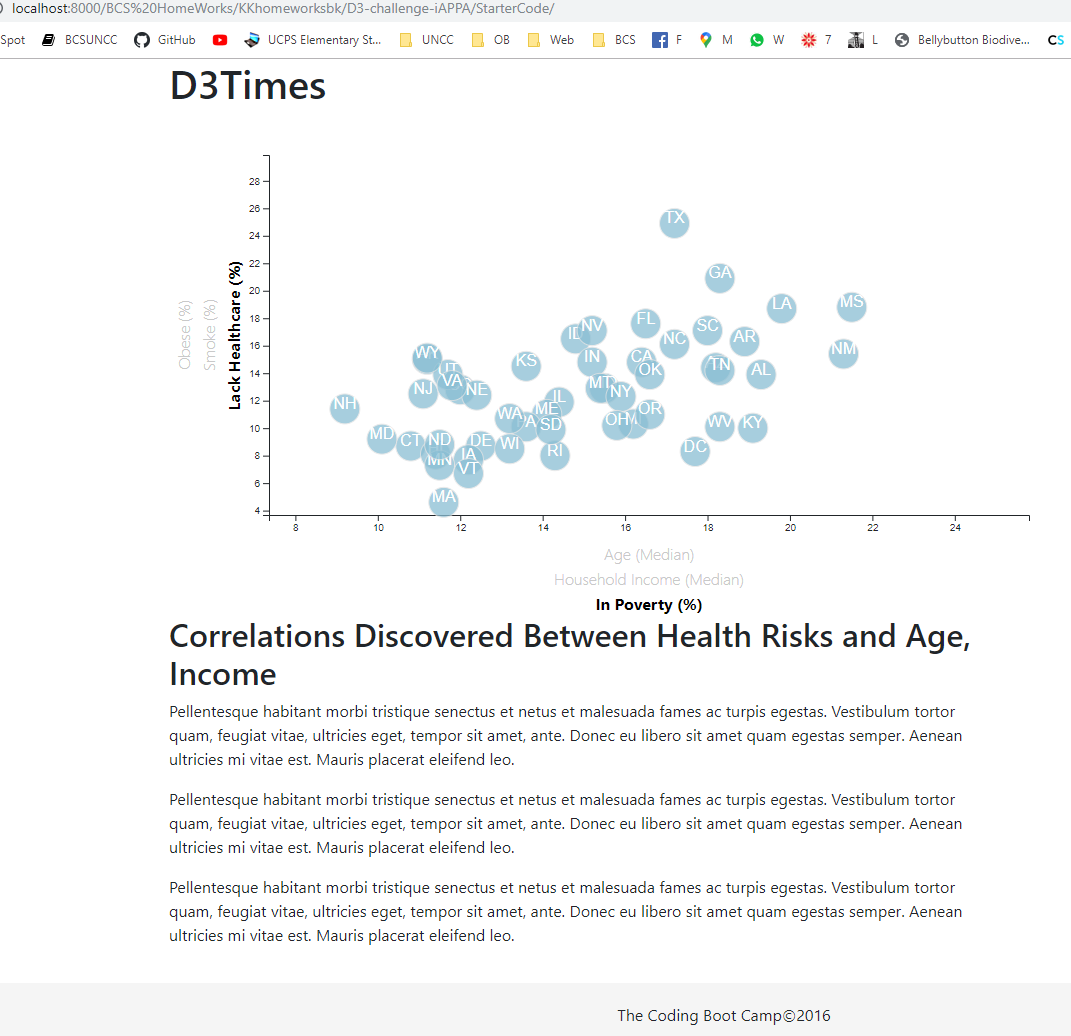 localhost:8000/BCS%20HomeWorks/KKhomeworksbk/D3-challenge-iAPPA/StarterCode/
Spot BCSUNCC GitHub UCPS Elementary St... UNCC OB Web BCS F M W 7 L Bellybutton Biodive... CS
D3Times
28
26
24
22
20
18
16
14
12
10
8
6
4
Obese (%)
Smoke (%)
Lack Healthcare (%)
TX
GA
LA
MS
FL
SC
NV
NC
AR
NM
WY
KS
IN
CA
OK
TN
AL
NJ
VA
NE
MT
NY
NH
IL
ME
OR
WA
SD
OH
WV
KY
MD
CT
ND
DE
WI
RI
DC
IA
MN
VT
MA
8 10 12 14 16 18 20 22 24
Age (Median)
Household Income (Median)
In Poverty (%)
Correlations Discovered Between Health Risks and Age,
Income
Pellentesque habitant morbi tristique senectus et netus et malesuada fames ac turpis egestas. Vestibulum tortor
quam, feugiat vitae, ultricies eget, tempor sit amet, ante. Donec eu libero sit amet quam egestas semper. Aenean
ultricies mi vitae est. Mauris placerat eleifend leo.
Pellentesque habitant morbi tristique senectus et netus et malesuada fames ac turpis egestas. Vestibulum tortor
quam, feugiat vitae, ultricies eget, tempor sit amet, ante. Donec eu libero sit amet quam egestas semper. Aenean
ultricies mi vitae est. Mauris placerat eleifend leo.
Pellentesque habitant morbi tristique senectus et netus et malesuada fames ac turpis egestas. Vestibulum tortor
quam, feugiat vitae, ultricies eget, tempor sit amet, ante. Donec eu libero sit amet quam egestas semper. Aenean
ultricies mi vitae est. Mauris placerat eleifend leo.
The Coding Boot Camp©2016